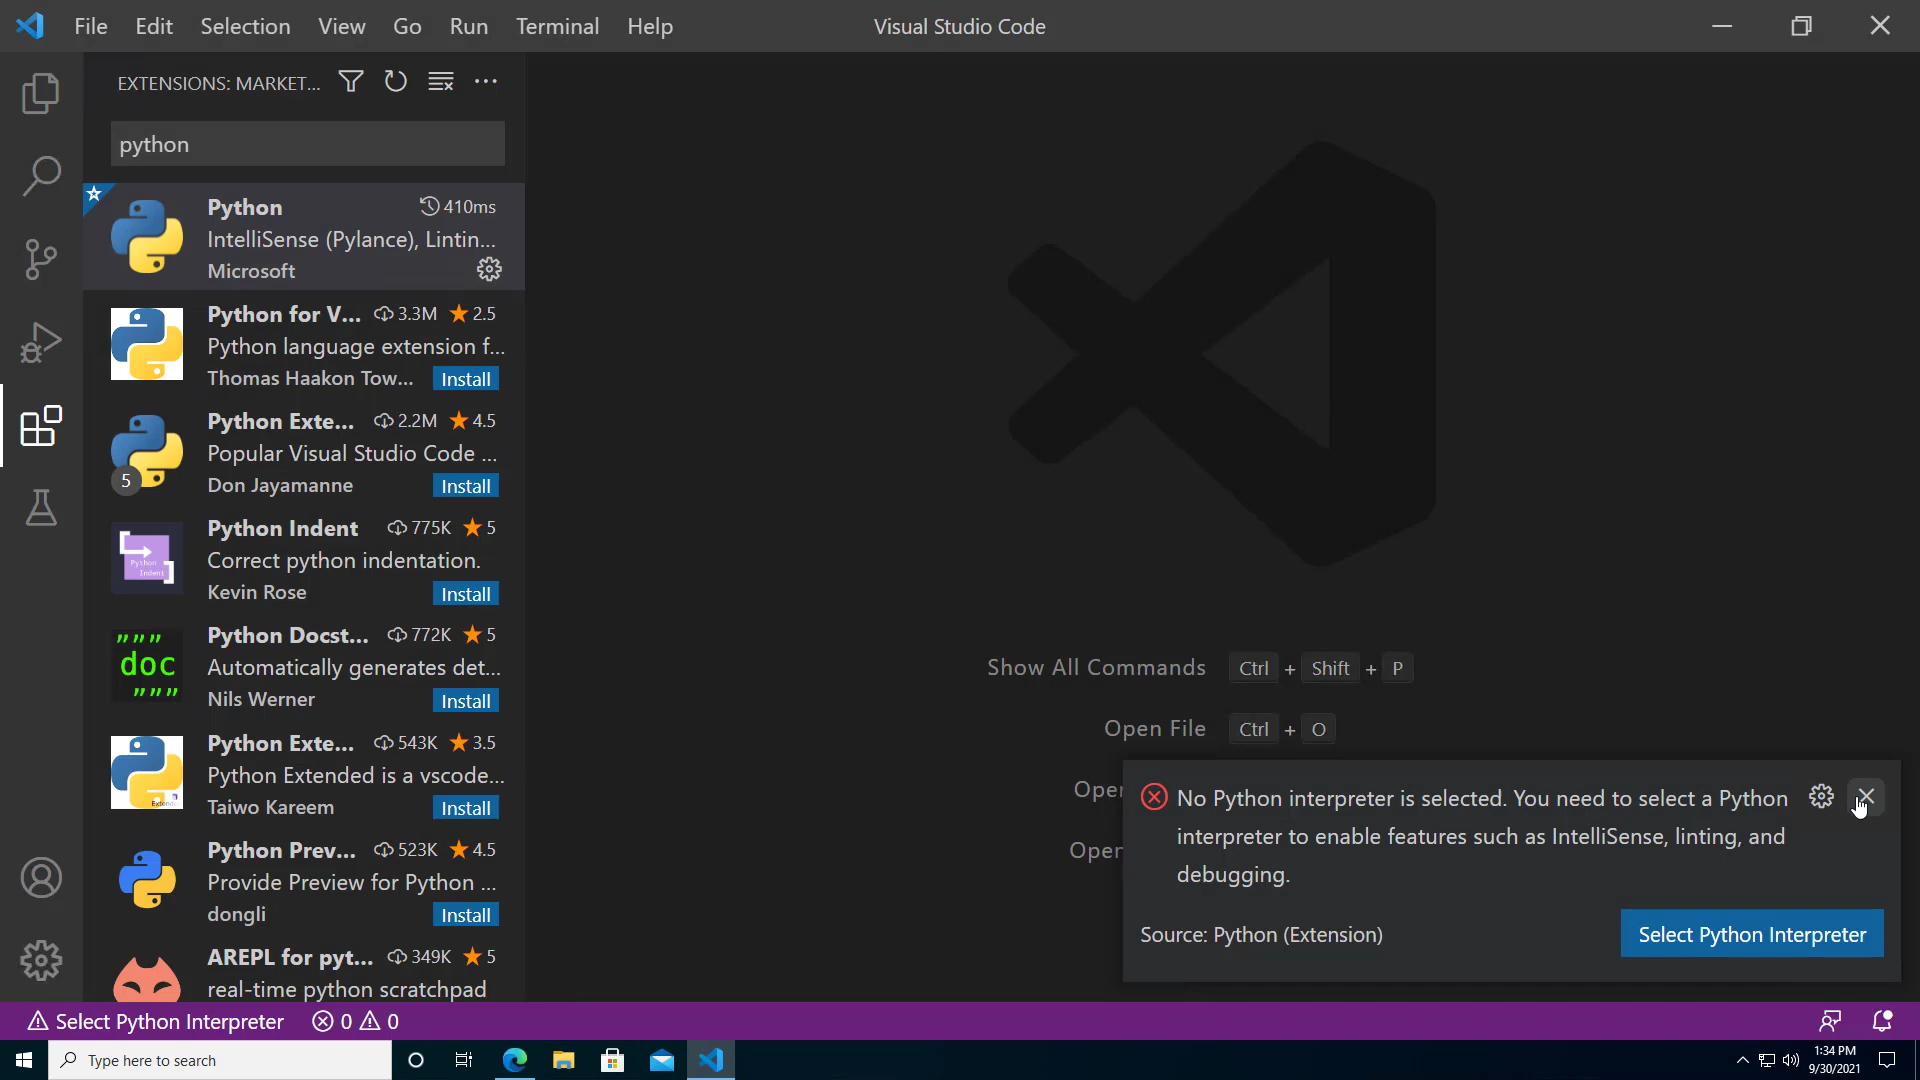 File Edit Selection View Go Run Terminal Help
Visual Studio Code
EXTENSIONS: MARKET...
python
Python 410ms
IntelliSense (Pylance), Lintin...
Microsoft
Python for V... 3.3M 2.5
Python language extension f...
Thomas Haakon Tow... Install
Python Exte... 2.2M 4.5
Popular Visual Studio Code ...
5
Don Jayamanne Install
Python Indent 775K 5
Correct python indentation.
Python
Indent
Kevin Rose Install
Python Docst... 772K 5
"""
doc
"""
Automatically generates det...
Nils Werner Install
Python Exte... 543K 3.5
Python Extended is a vscode...
Taiwo Kareem Install
Python Prev... 523K 4.5
Provide Preview for Python ...
dongli Install
AREPL for pyt... 349K 5
real-time python scratchpad
Show All Commands Ctrl + Shift + P
Open File Ctrl + O
Open
Open
No Python interpreter is selected. You need to select a Python
interpreter to enable features such as IntelliSense, linting, and
debugging.
Source: Python (Extension)
Select Python Interpreter
Select Python Interpreter 0 0
Type here to search
1:34 PM
9/30/2021